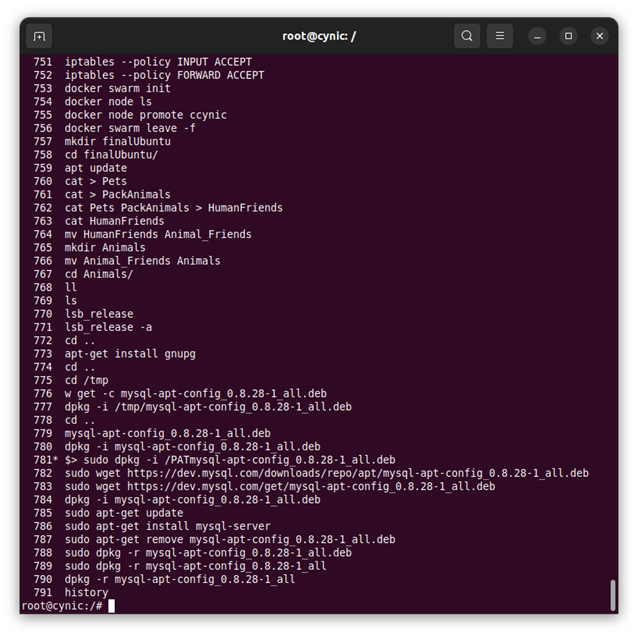 root@cynic: /
751 iptables --policy INPUT ACCEPT
752 iptables --policy FORWARD ACCEPT
753 docker swarm init
754 docker node ls
755 docker node promote ccynic
756 docker swarm leave -f
757 mkdir finalUbuntu
758 cd finalUbuntu/
759 apt update
760 cat > Pets
761 cat > PackAnimals
762 cat Pets PackAnimals > HumanFriends
763 cat HumanFriends
764 mv HumanFriends Animal_Friends
765 mkdir Animals
766 mv Animal_Friends Animals
767 cd Animals/
768 ll
769 ls
770 lsb_release
771 lsb_release -a
772 cd ..
773 apt-get install gnupg
774 cd ..
775 cd /tmp
776 w get -c mysql-apt-config_0.8.28-1_all.deb
777 dpkg -i /tmp/mysql-apt-config_0.8.28-1_all.deb
778 cd ..
779 mysql-apt-config_0.8.28-1_all.deb
780 dpkg -i mysql-apt-config_0.8.28-1_all.deb
781* $> sudo dpkg -i /PATmysql-apt-config_0.8.28-1_all.deb
782 sudo wget https://dev.mysql.com/downloads/repo/apt/mysql-apt-config_0.8.28-1_all.deb
783 sudo wget https://dev.mysql.com/get/mysql-apt-config_0.8.28-1_all.deb
784 dpkg -i mysql-apt-config_0.8.28-1_all.deb
785 sudo apt-get update
786 sudo apt-get install mysql-server
787 sudo apt-get remove mysql-apt-config_0.8.28-1_all.deb
788 sudo dpkg -r mysql-apt-config_0.8.28-1_all.deb
789 sudo dpkg -r mysql-apt-config_0.8.28-1_all
790 dpkg -r mysql-apt-config_0.8.28-1_all
791 history
root@cynic:/#